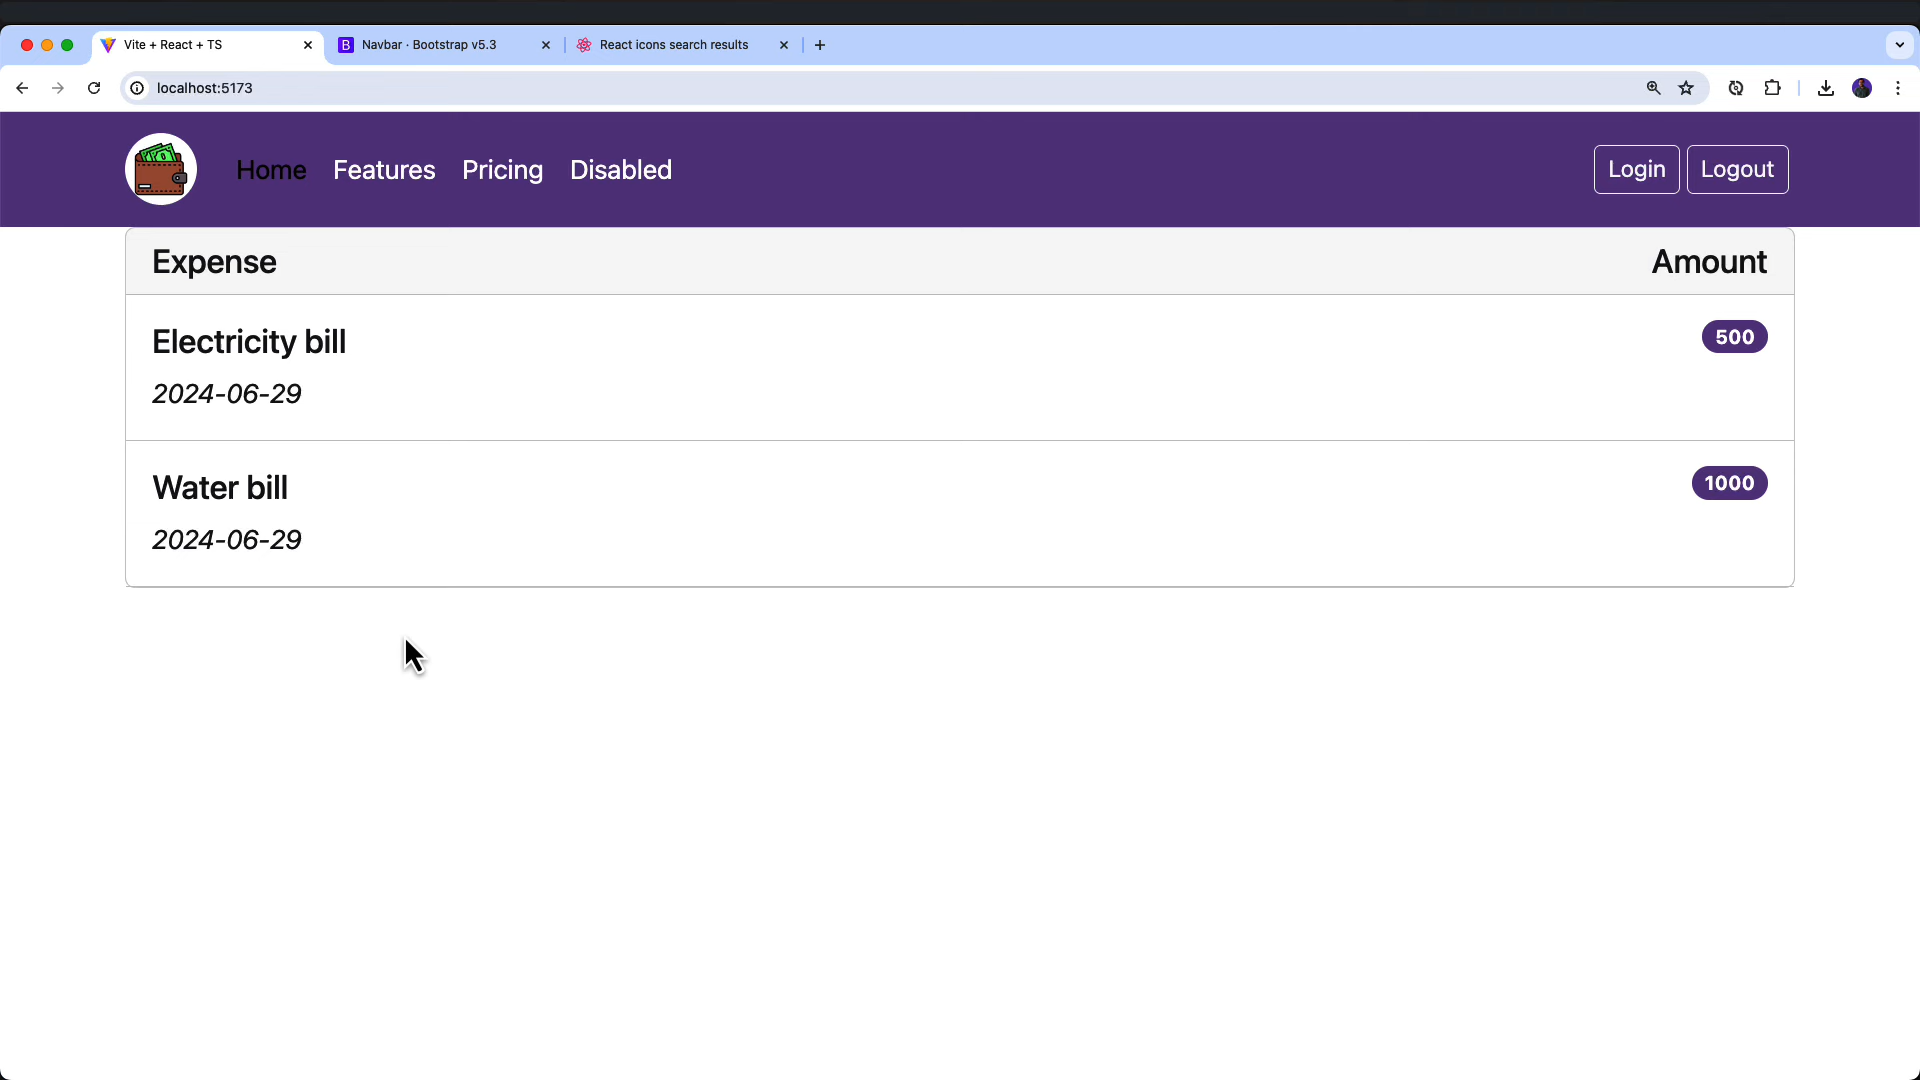 Vite + React + TS
Navbar · Bootstrap v5.3
React icons search results
localhost:5173
Home Features Pricing Disabled Login Logout
Expense Amount
Electricity bill 500
2024-06-29
Water bill 1000
2024-06-29